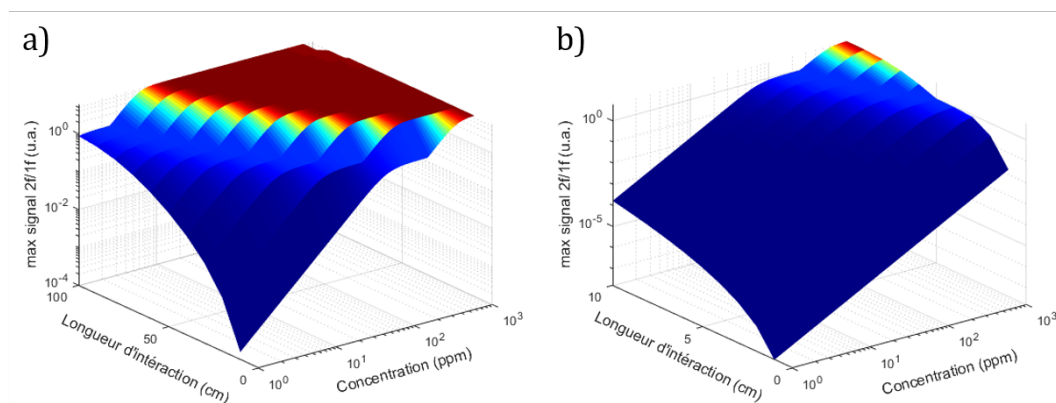 a)
max signal 2f/1f (u.a.)
10^0
10^-2
10^-4
100
50
0
Longueur d'intéraction (cm)
10^0
10^1
10^2
10^3
Concentration (ppm)
b)
max signal 2f/1f (u.a.)
10^0
10^-5
10
5
0
Longueur d'intéraction (cm)
10^0
10^1
10^2
10^3
Concentration (ppm)